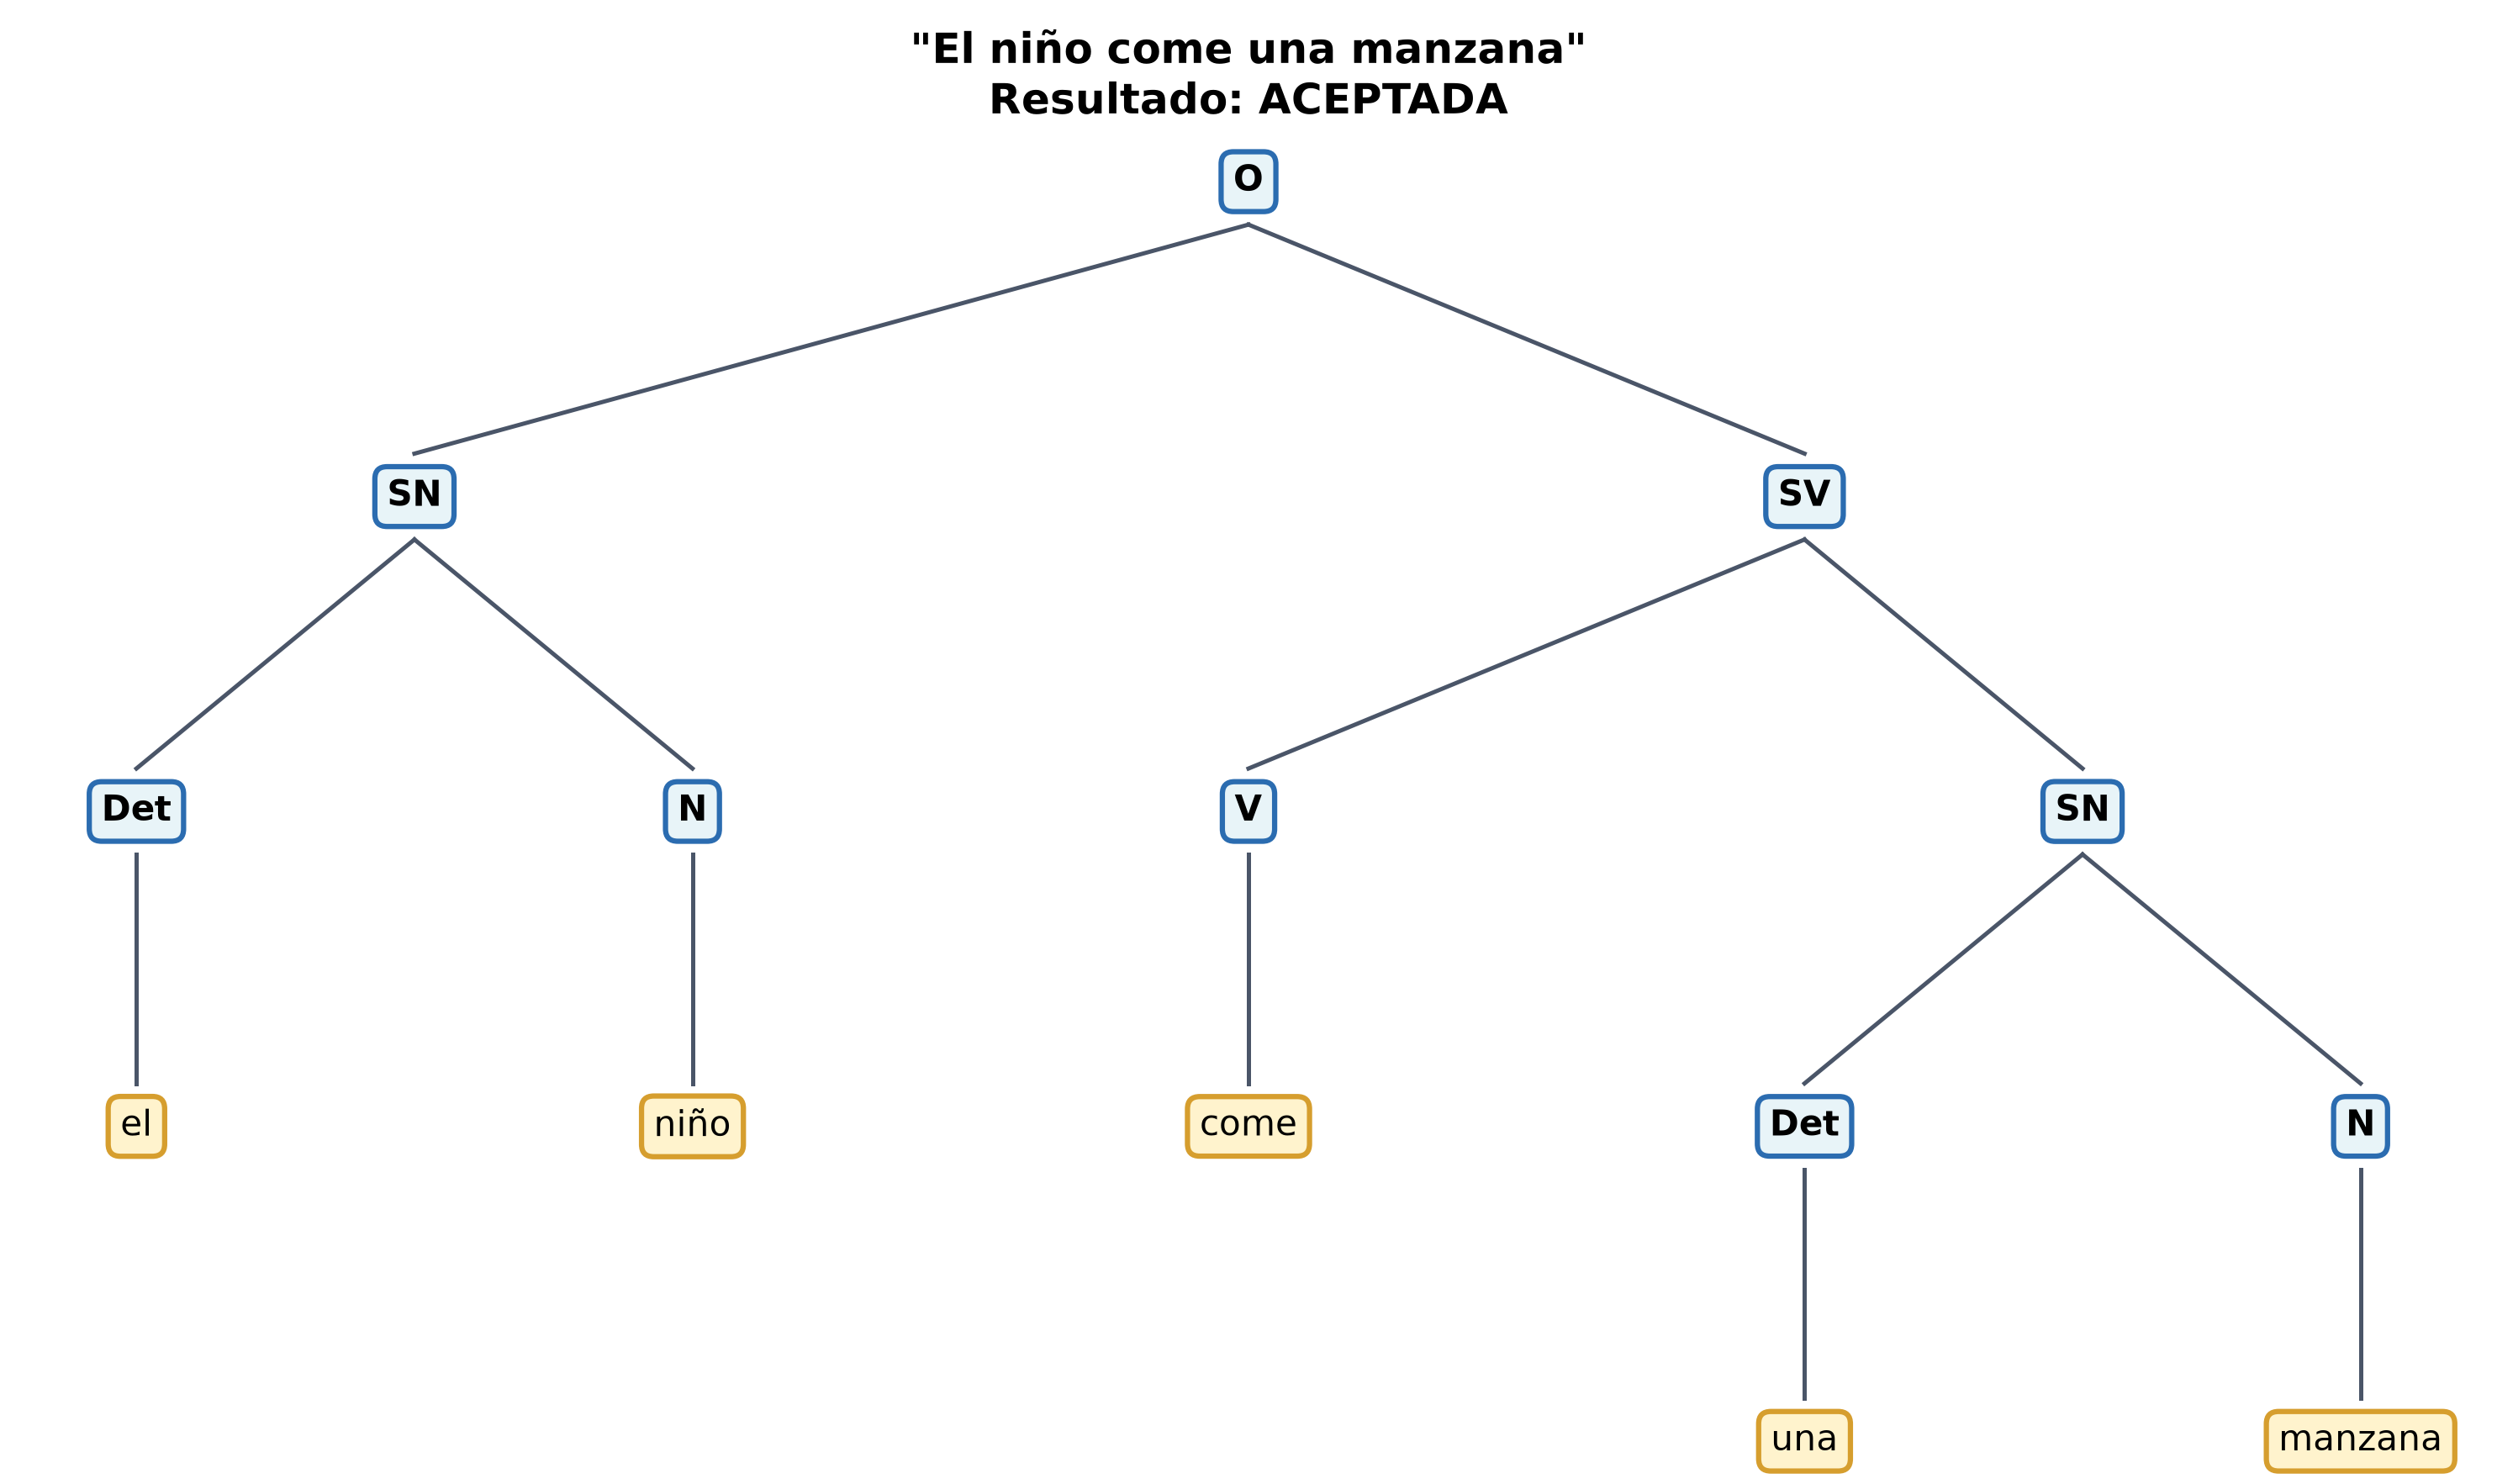 "El niño come una manzana"
Resultado: ACEPTADA
O
SN SV
Det N V SN
el niño come Det N
una manzana